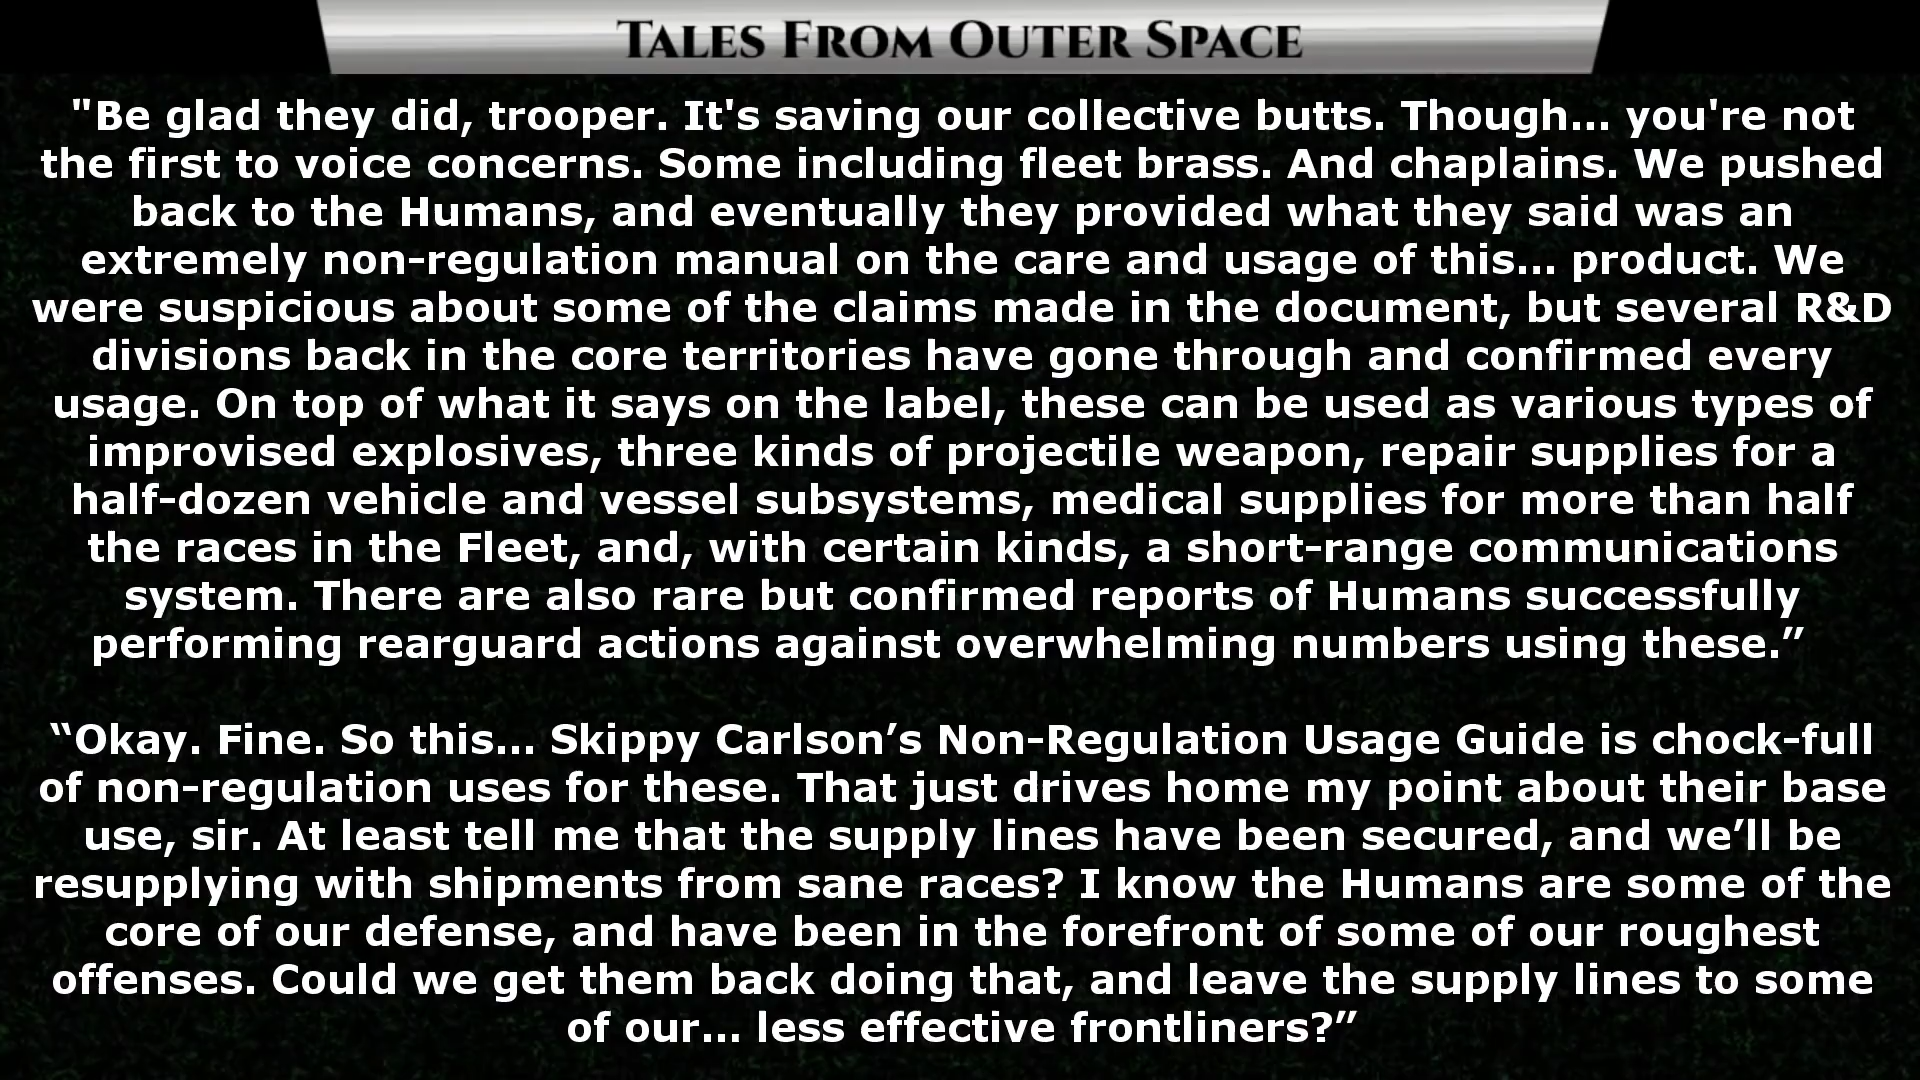 Tales From Outer Space
"Be glad they did, trooper. It's saving our collective butts. Though... you're not
the first to voice concerns. Some including fleet brass. And chaplains. We pushed
back to the Humans, and eventually they provided what they said was an
extremely non-regulation manual on the care and usage of this... product. We
were suspicious about some of the claims made in the document, but several R&D
divisions back in the core territories have gone through and confirmed every
usage. On top of what it says on the label, these can be used as various types of
improvised explosives, three kinds of projectile weapon, repair supplies for a
half-dozen vehicle and vessel subsystems, medical supplies for more than half
the races in the Fleet, and, with certain kinds, a short-range communications
system. There are also rare but confirmed reports of Humans successfully
performing rearguard actions against overwhelming numbers using these.”
“Okay. Fine. So this... Skippy Carlson’s Non-Regulation Usage Guide is chock-full
of non-regulation uses for these. That just drives home my point about their base
use, sir. At least tell me that the supply lines have been secured, and we’ll be
resupplying with shipments from sane races? I know the Humans are some of the
core of our defense, and have been in the forefront of some of our roughest
offenses. Could we get them back doing that, and leave the supply lines to some
of our... less effective frontliners?”